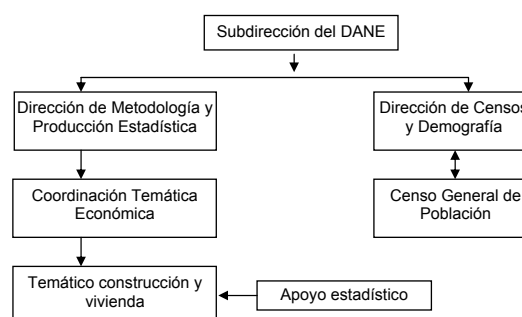 Subdirección del DANE
Dirección de Metodología y
Producción Estadística
Dirección de Censos
y Demografía
Coordinación Temática
Económica
Censo General de
Población
Temático construcción y
vivienda
Apoyo estadístico